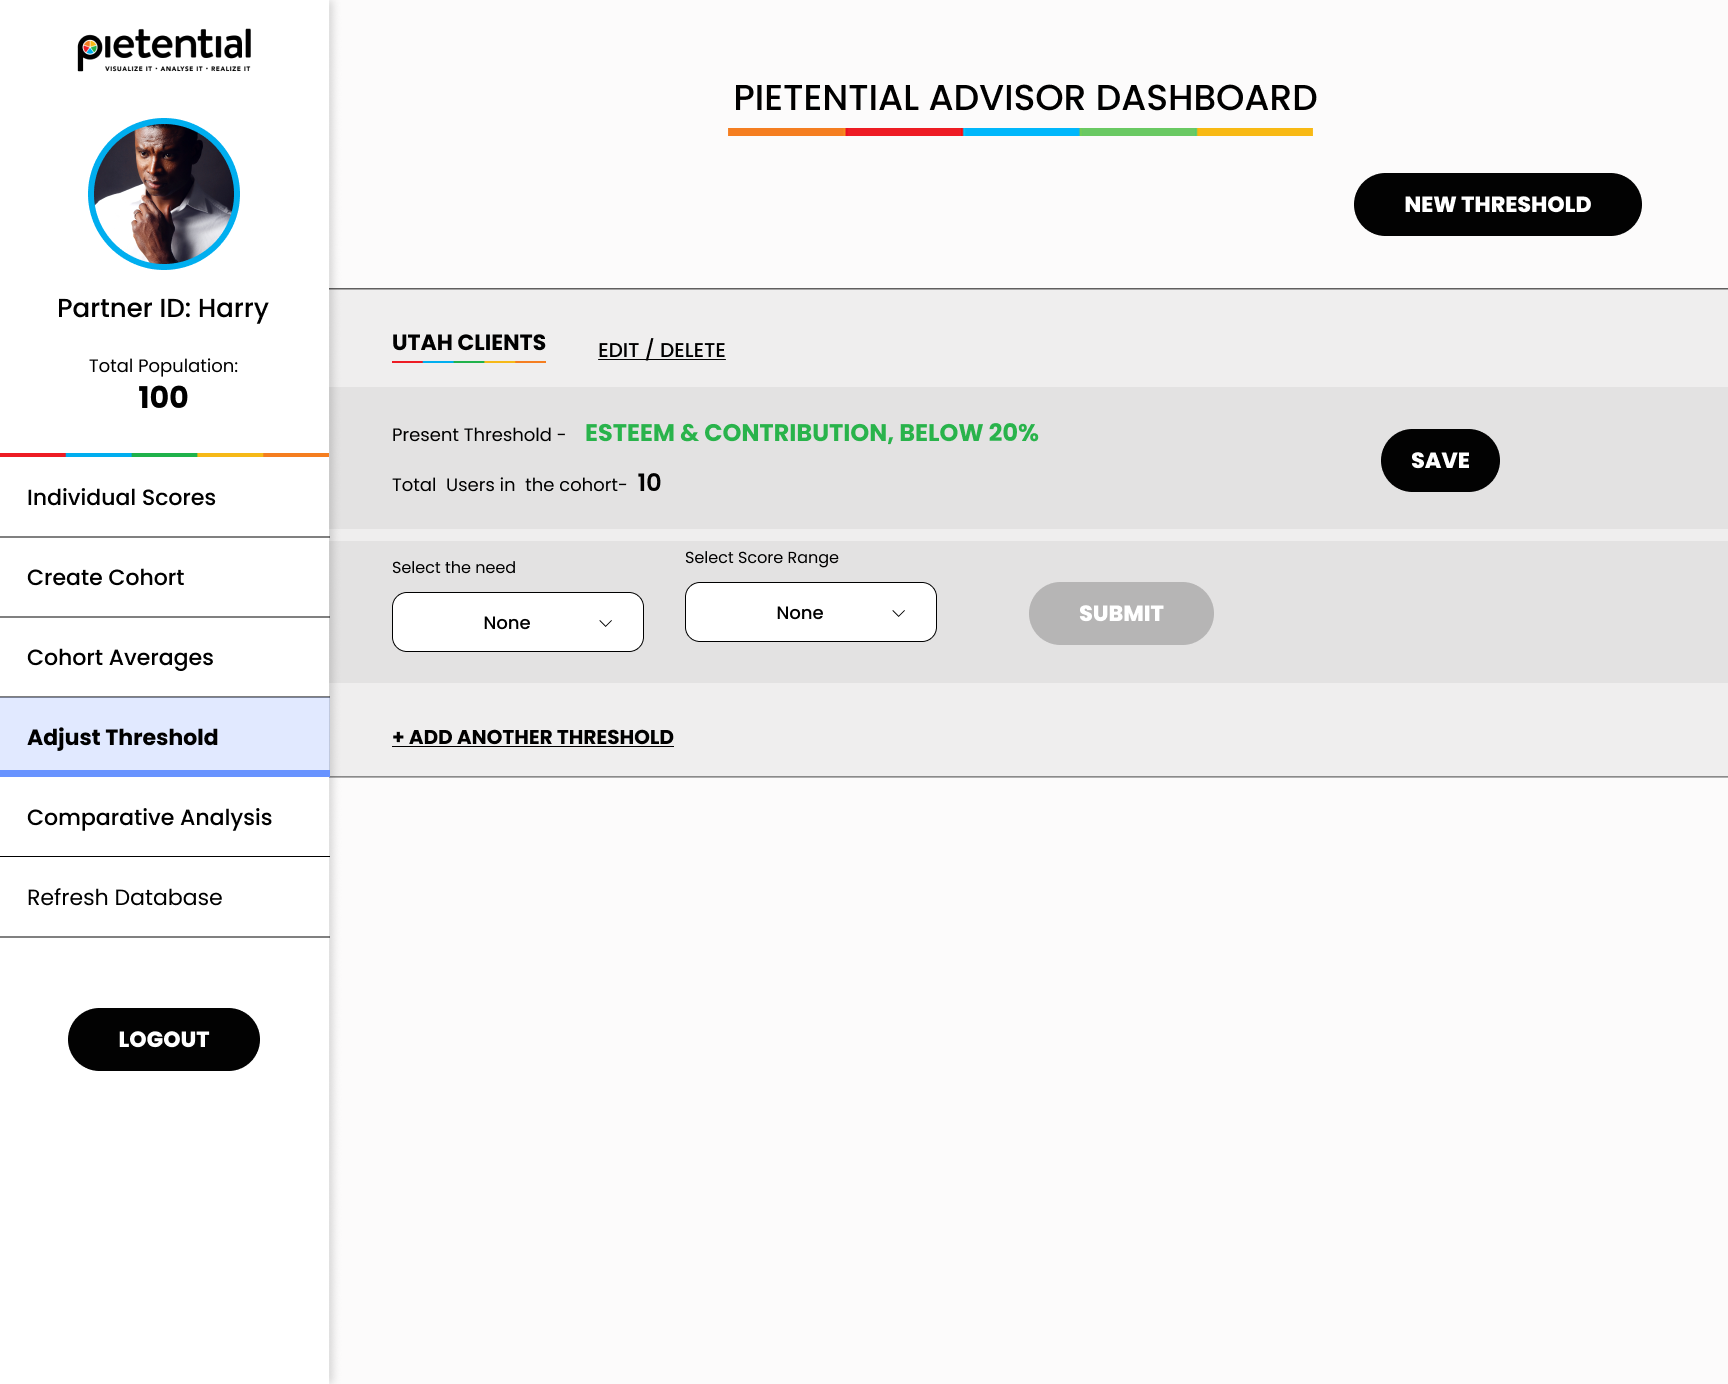 pietential
VISUALIZE IT • ANALYSE IT • REALIZE IT
Partner ID: Harry
Total Population:
100
Individual Scores
Create Cohort
Cohort Averages
Adjust Threshold
Comparative Analysis
Refresh Database
LOGOUT
PIETENTIAL ADVISOR DASHBOARD
NEW THRESHOLD
UTAH CLIENTS EDIT / DELETE
Present Threshold - ESTEEM & CONTRIBUTION, BELOW 20%
Total Users in the cohort- 10
SAVE
Select the need Select Score Range
None None SUBMIT
+ ADD ANOTHER THRESHOLD